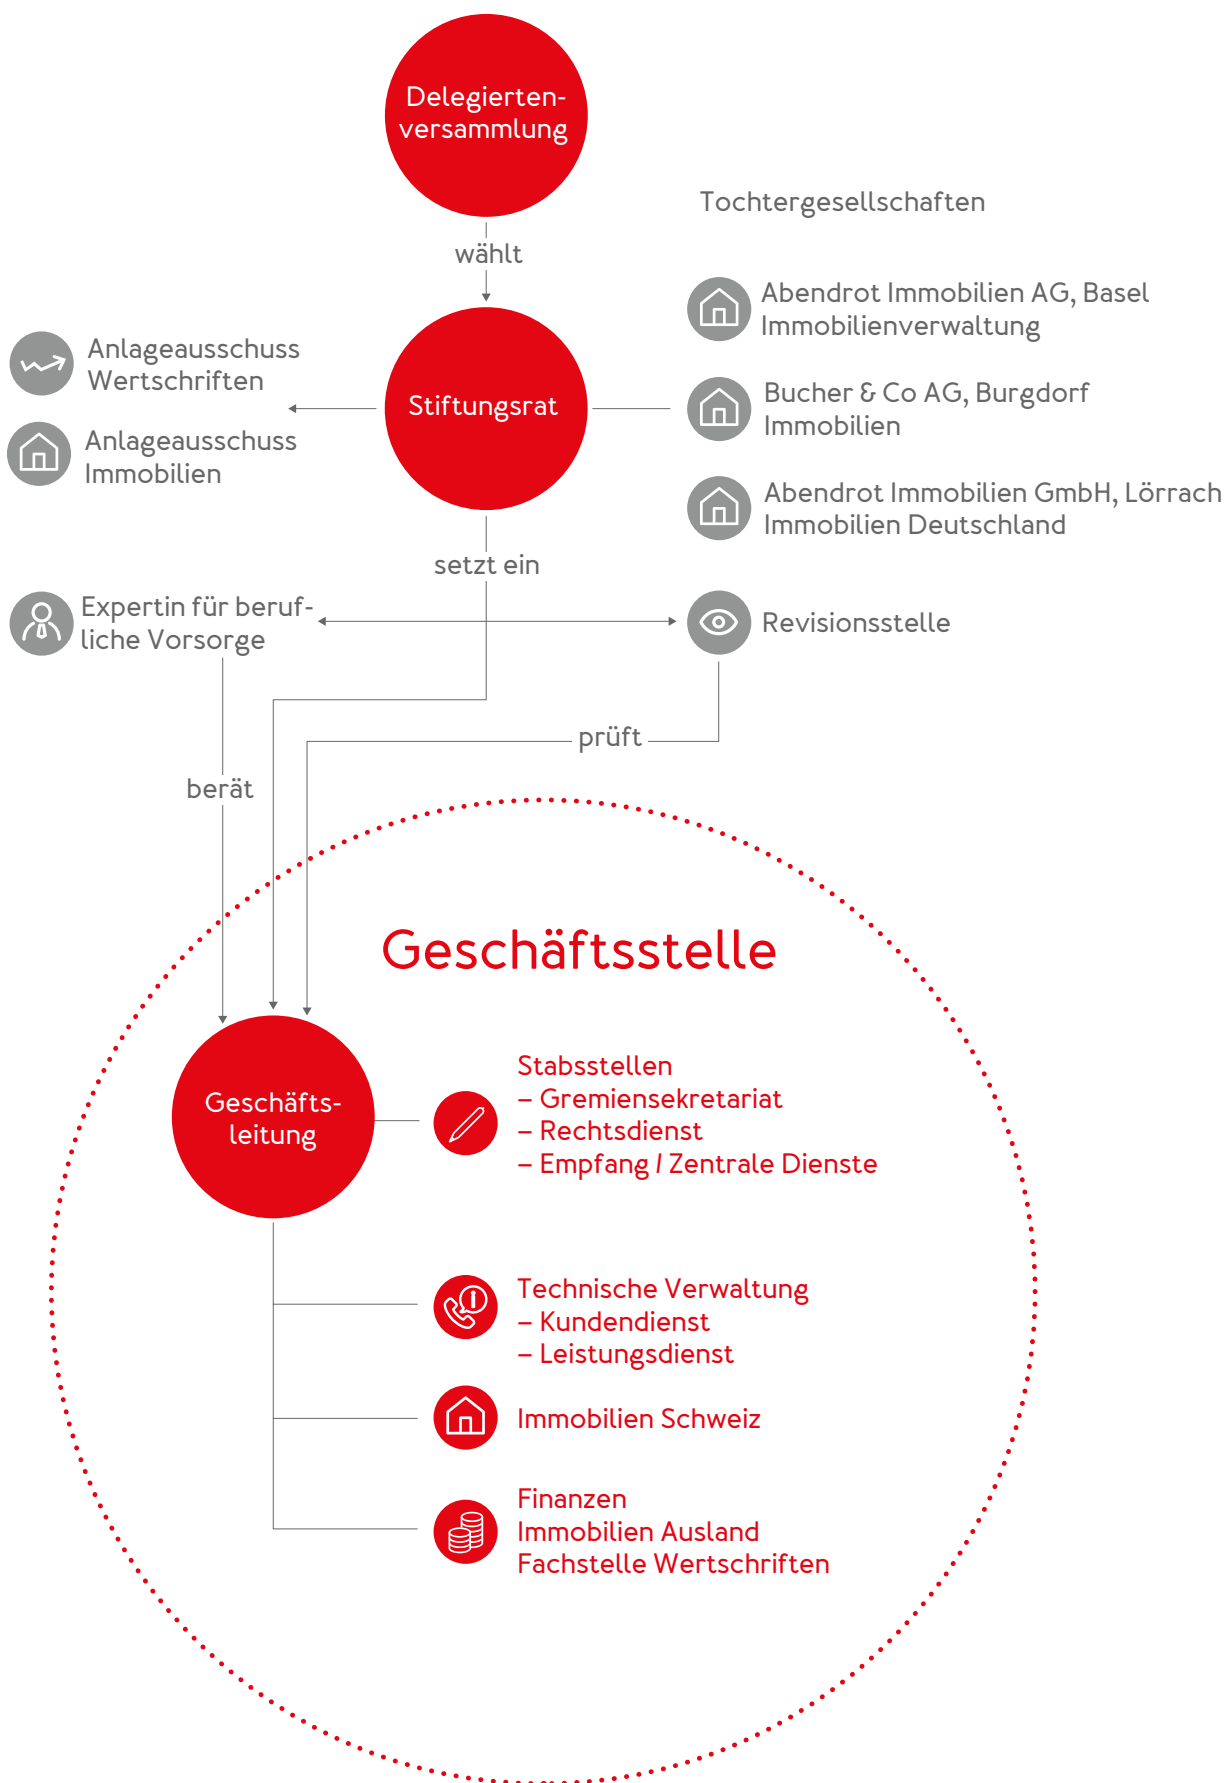 Delegierten-
versammlung
wählt
Stiftungsrat
Tochtergesellschaften
Abendrot Immobilien AG, Basel
Immobilienverwaltung
Bucher & Co AG, Burgdorf
Immobilien
Abendrot Immobilien GmbH, Lörrach
Immobilien Deutschland
Anlageausschuss
Wertschriften
Anlageausschuss
Immobilien
setzt ein
Expertin für beruf-
liche Vorsorge
Revisionsstelle
prüft
berät
Geschäftsstelle
Geschäfts-
leitung
Stabsstellen
– Gremiensekretariat
– Rechtsdienst
– Empfang / Zentrale Dienste
Technische Verwaltung
– Kundendienst
– Leistungsdienst
Immobilien Schweiz
Finanzen
Immobilien Ausland
Fachstelle Wertschriften